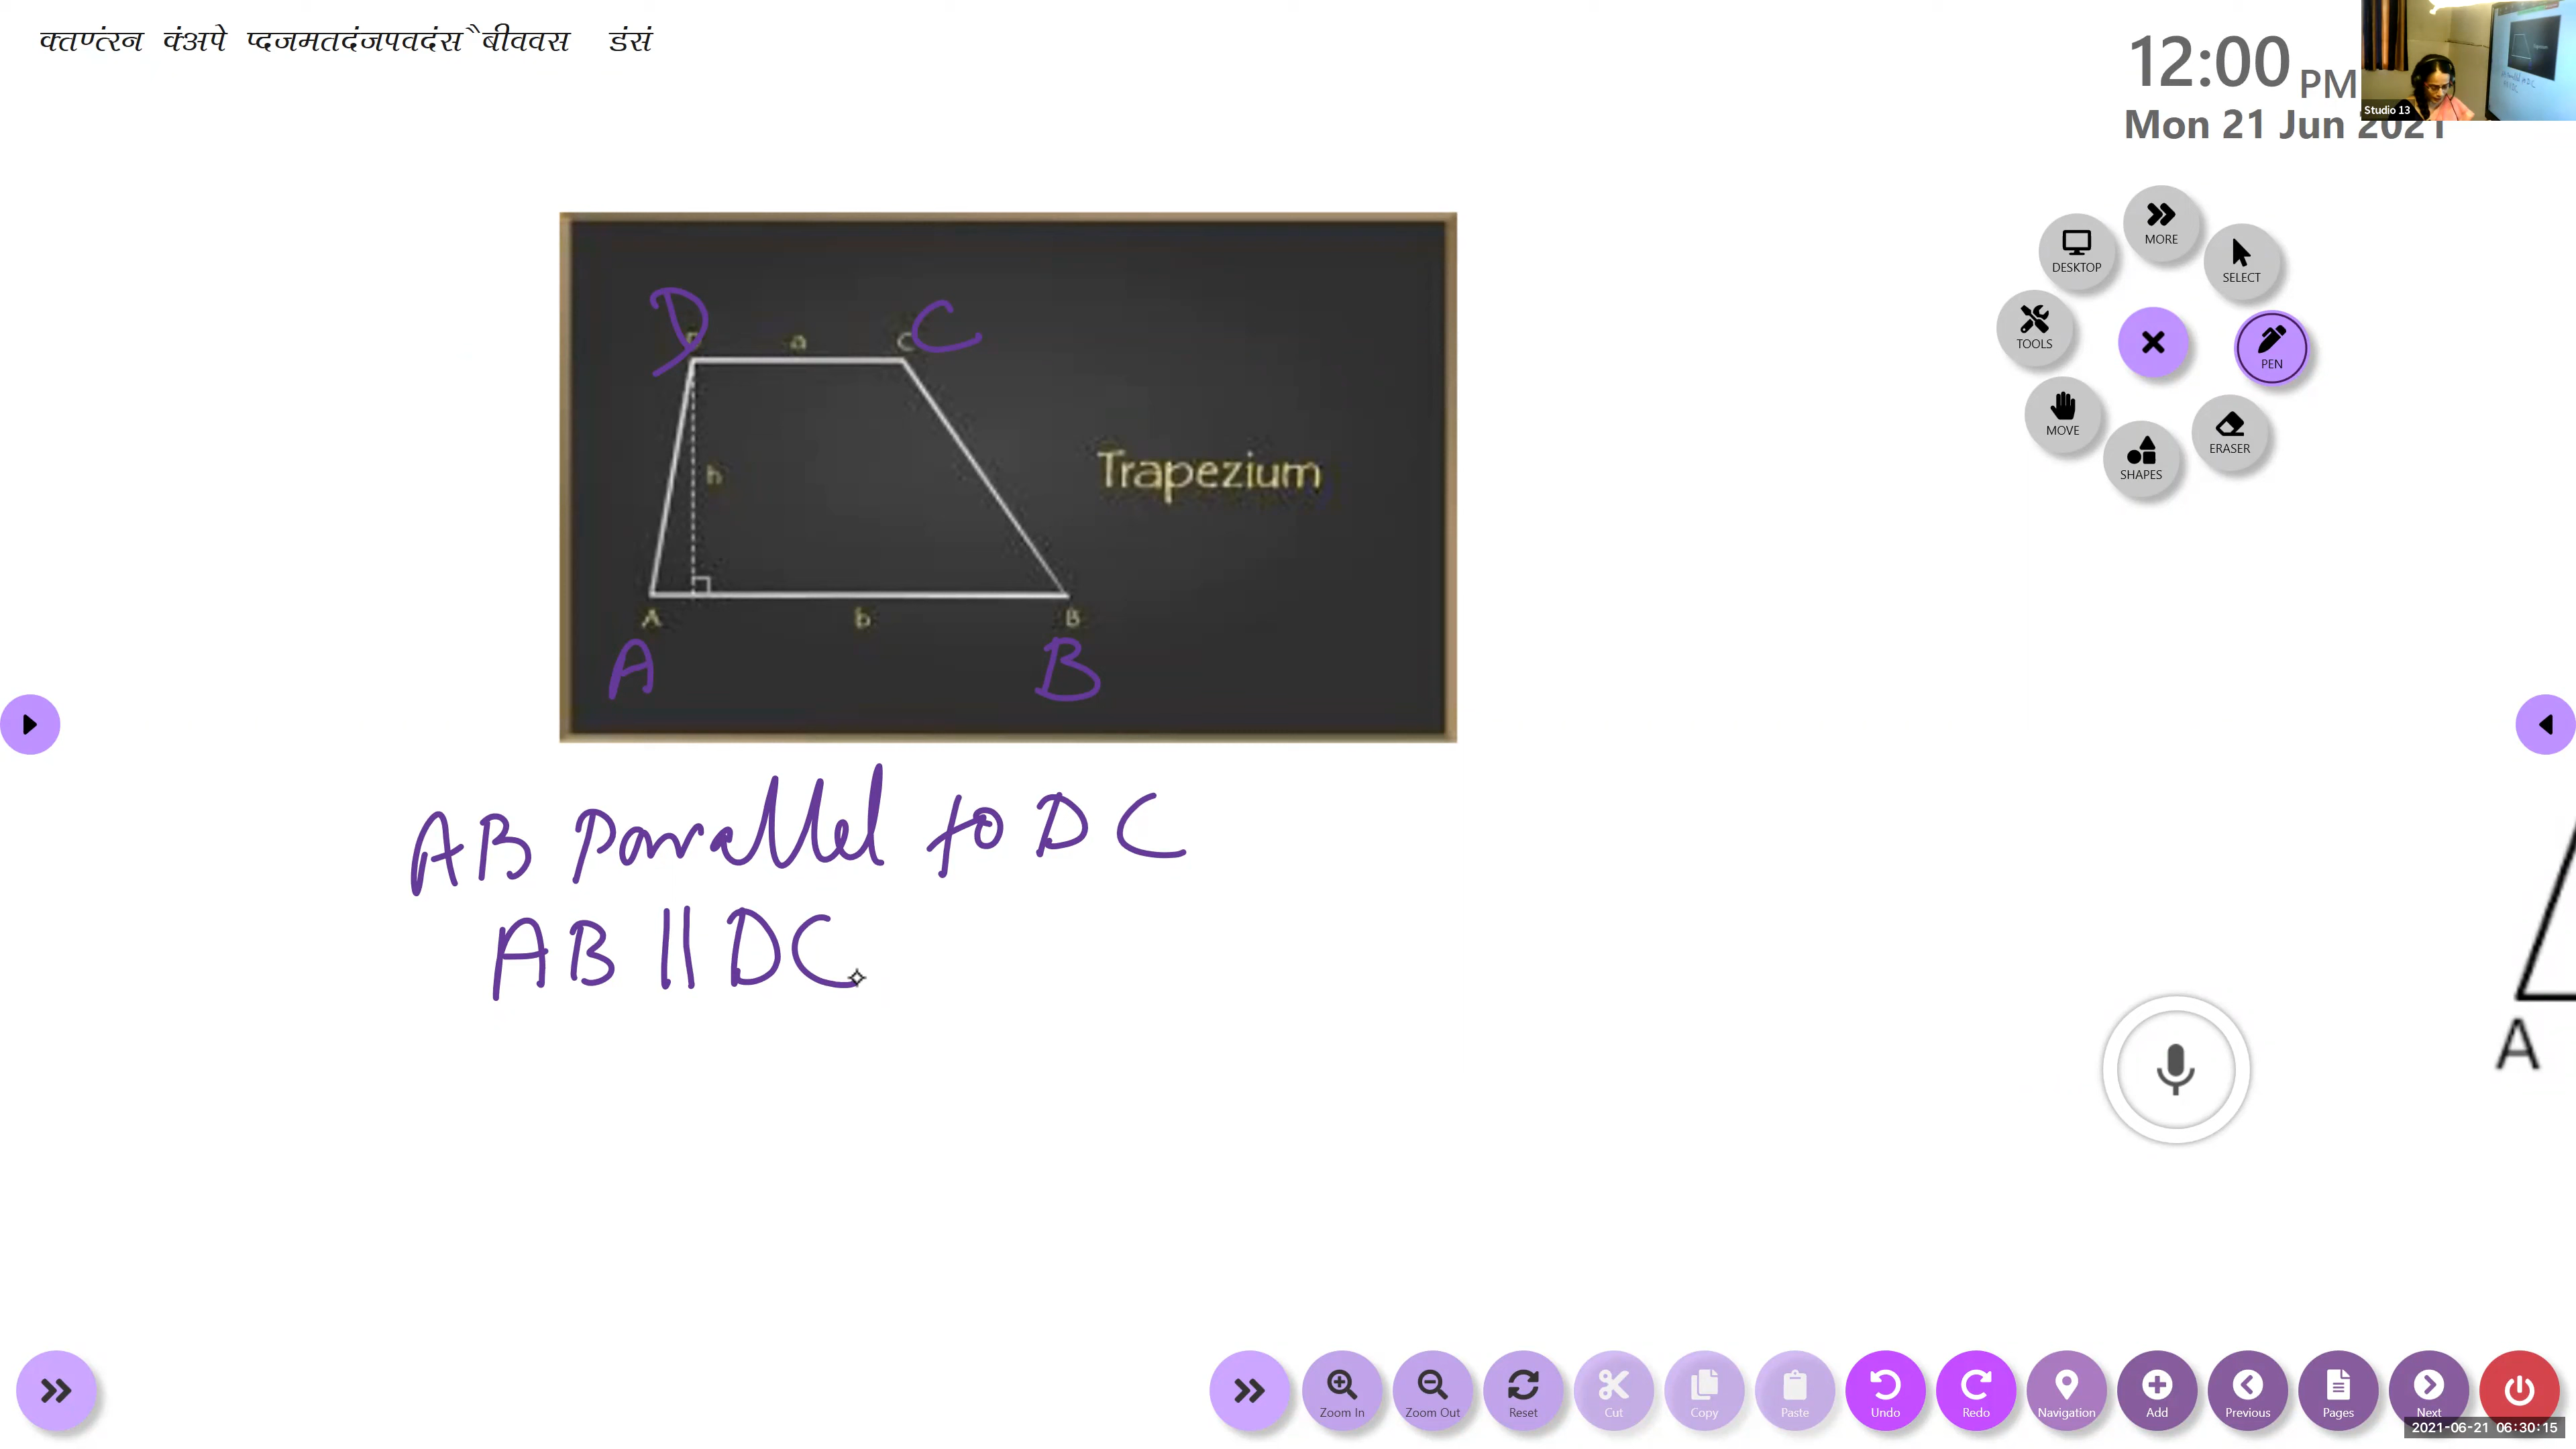 क्तण्तंरन कंअपे प्दजमतदंजपवदंस ैबीववस डंसं
12:00 PM
Mon 21 Jun 2021
Studio 13
MORE
DESKTOP
SELECT
TOOLS
PEN
MOVE
ERASER
SHAPES
D C
a C
h
Trapezium
A b B
A B
AB parallel to DC
AB || DC
A
Zoom In Zoom Out Reset Cut Copy Paste Undo Redo Navigation Add Previous Pages Next
2021-06-21 06:30:15